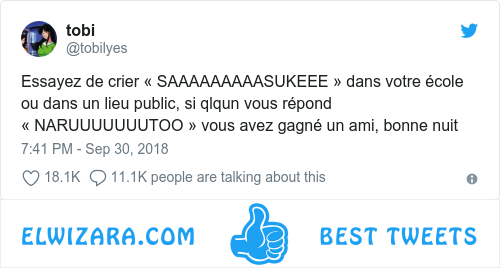 tobi
@tobilyes
Essayez de crier « SAAAAAAAAASUKEEE » dans votre école
ou dans un lieu public, si qlqun vous répond
« NARUUUUUUUTOO » vous avez gagné un ami, bonne nuit
7:41 PM - Sep 30, 2018
18.1K 11.1K people are talking about this
ELWIZARA.COM BEST TWEETS